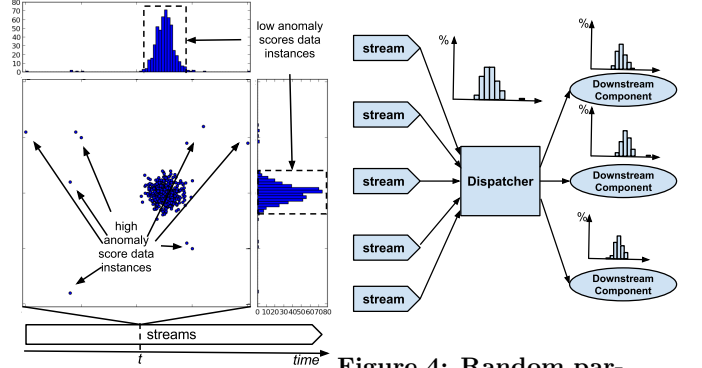 80
70
60
50
40
30
20
10
0
low anomaly
scores data
instances
high
anomaly
score data
instances
0 1020304050607080
streams
t
time
stream
stream
stream
stream
stream
%
Dispatcher
%
Downstream
Component
%
Downstream
Component
%
Downstream
Component
Figure 4: Random par-